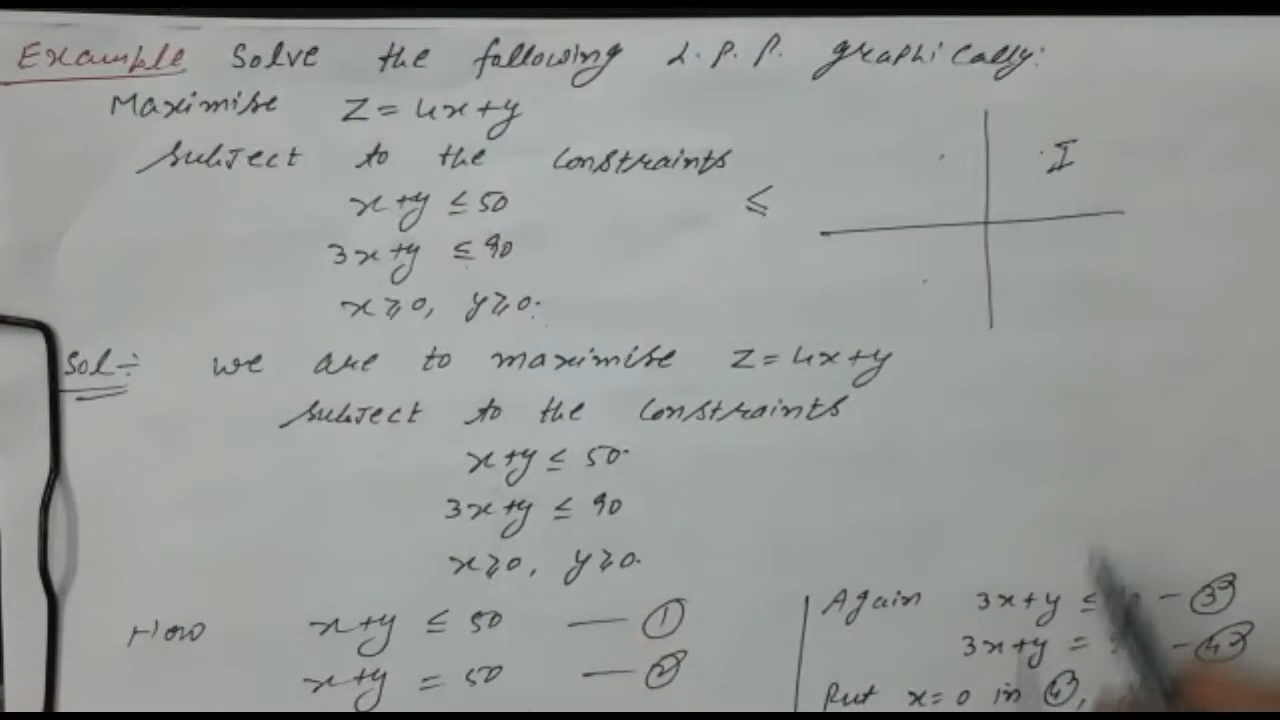 Example Solve the following L.P.P. graphically:
Maximise Z=4x+y
Subject to the constraints
x+y ≤ 50
≤
3x+y ≤ 90
x≥0, y≥0.
I
Sol÷ we are to maximise Z=4x+y
Subject to the constraints
x+y ≤ 50.
3x+y ≤ 90
x≥0, y≥0.
Now x+y ≤ 50 — ①
x+y = 50 — ②
Again 3x+y ≤ — ③
3x+y = — ④
Put x=0 in ④,